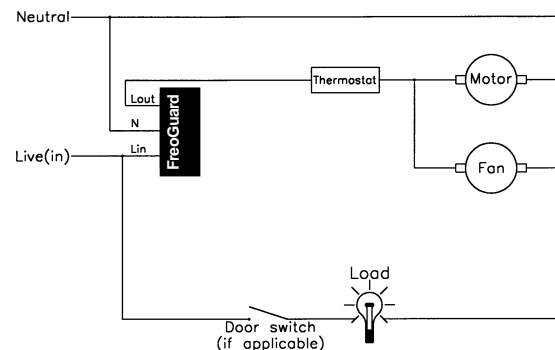 Neutral
Lout
Thermostat
Motor
N
FreoGuard
Live(in)
Lin
Fan
Load
Door switch
(if applicable)